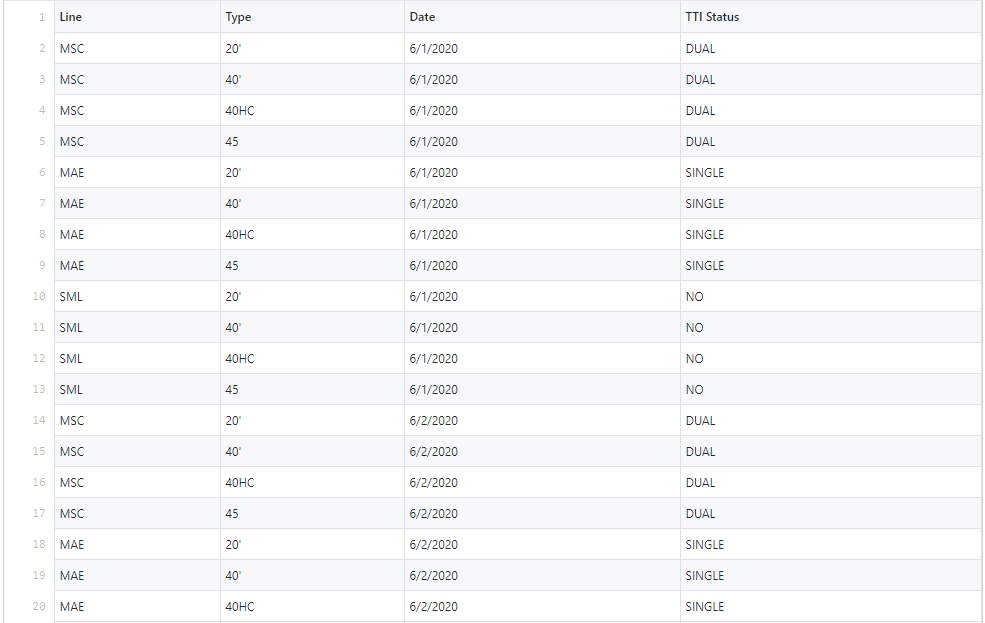 1 Line Type Date TTI Status
2 MSC 20' 6/1/2020 DUAL
3 MSC 40' 6/1/2020 DUAL
4 MSC 40HC 6/1/2020 DUAL
5 MSC 45 6/1/2020 DUAL
6 MAE 20' 6/1/2020 SINGLE
7 MAE 40' 6/1/2020 SINGLE
8 MAE 40HC 6/1/2020 SINGLE
9 MAE 45 6/1/2020 SINGLE
10 SML 20' 6/1/2020 NO
11 SML 40' 6/1/2020 NO
12 SML 40HC 6/1/2020 NO
13 SML 45 6/1/2020 NO
14 MSC 20' 6/2/2020 DUAL
15 MSC 40' 6/2/2020 DUAL
16 MSC 40HC 6/2/2020 DUAL
17 MSC 45 6/2/2020 DUAL
18 MAE 20' 6/2/2020 SINGLE
19 MAE 40' 6/2/2020 SINGLE
20 MAE 40HC 6/2/2020 SINGLE